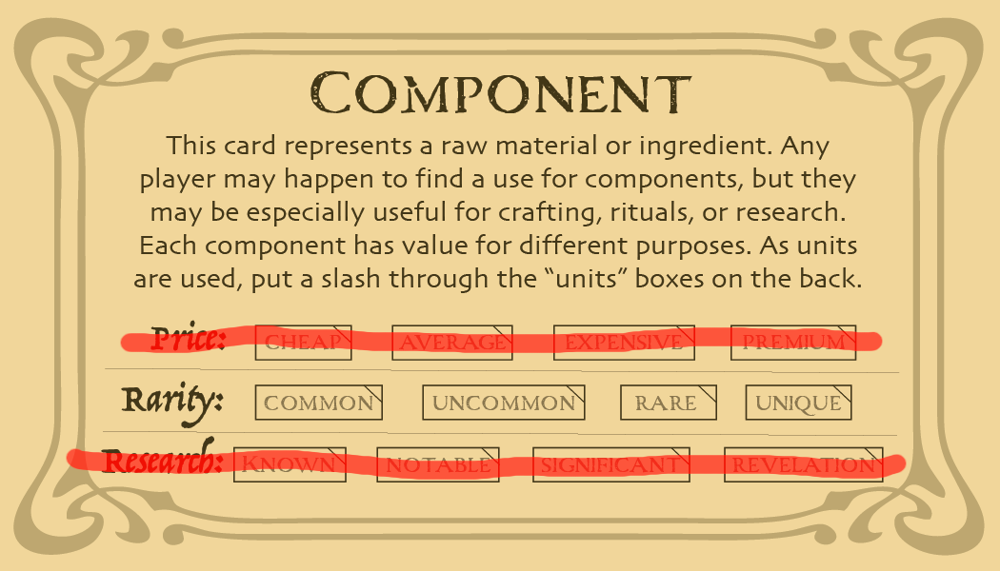 COMPONENT
This card represents a raw material or ingredient. Any
player may happen to find a use for components, but they
may be especially useful for crafting, rituals, or research.
Each component has value for different purposes. As units
are used, put a slash through the “units” boxes on the back.
Price: CHEAP AVERAGE EXPENSIVE PREMIUM
Rarity: COMMON UNCOMMON RARE UNIQUE
Research: KNOWN NOTABLE SIGNIFICANT REVELATION